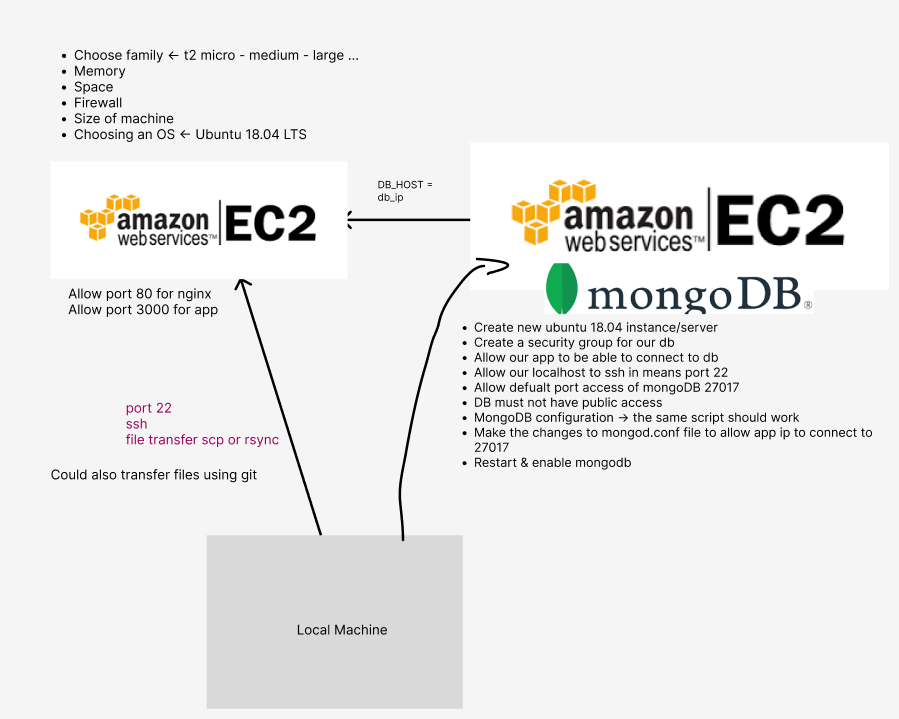 • Choose family ← t2 micro - medium - large ...
• Memory
• Space
• Firewall
• Size of machine
• Choosing an OS ← Ubuntu 18.04 LTS
amazon
web services™ | EC2
DB_HOST =
db_ip
amazon
web services™ | EC2
mongoDB®
Allow port 80 for nginx
Allow port 3000 for app
• Create new ubuntu 18.04 instance/server
• Create a security group for our db
• Allow our app to be able to connect to db
• Allow our localhost to ssh in means port 22
• Allow defualt port access of mongoDB 27017
• DB must not have public access
• MongoDB configuration → the same script should work
• Make the changes to mongod.conf file to allow app ip to connect to
27017
• Restart & enable mongodb
port 22
ssh
file transfer scp or rsync
Could also transfer files using git
Local Machine